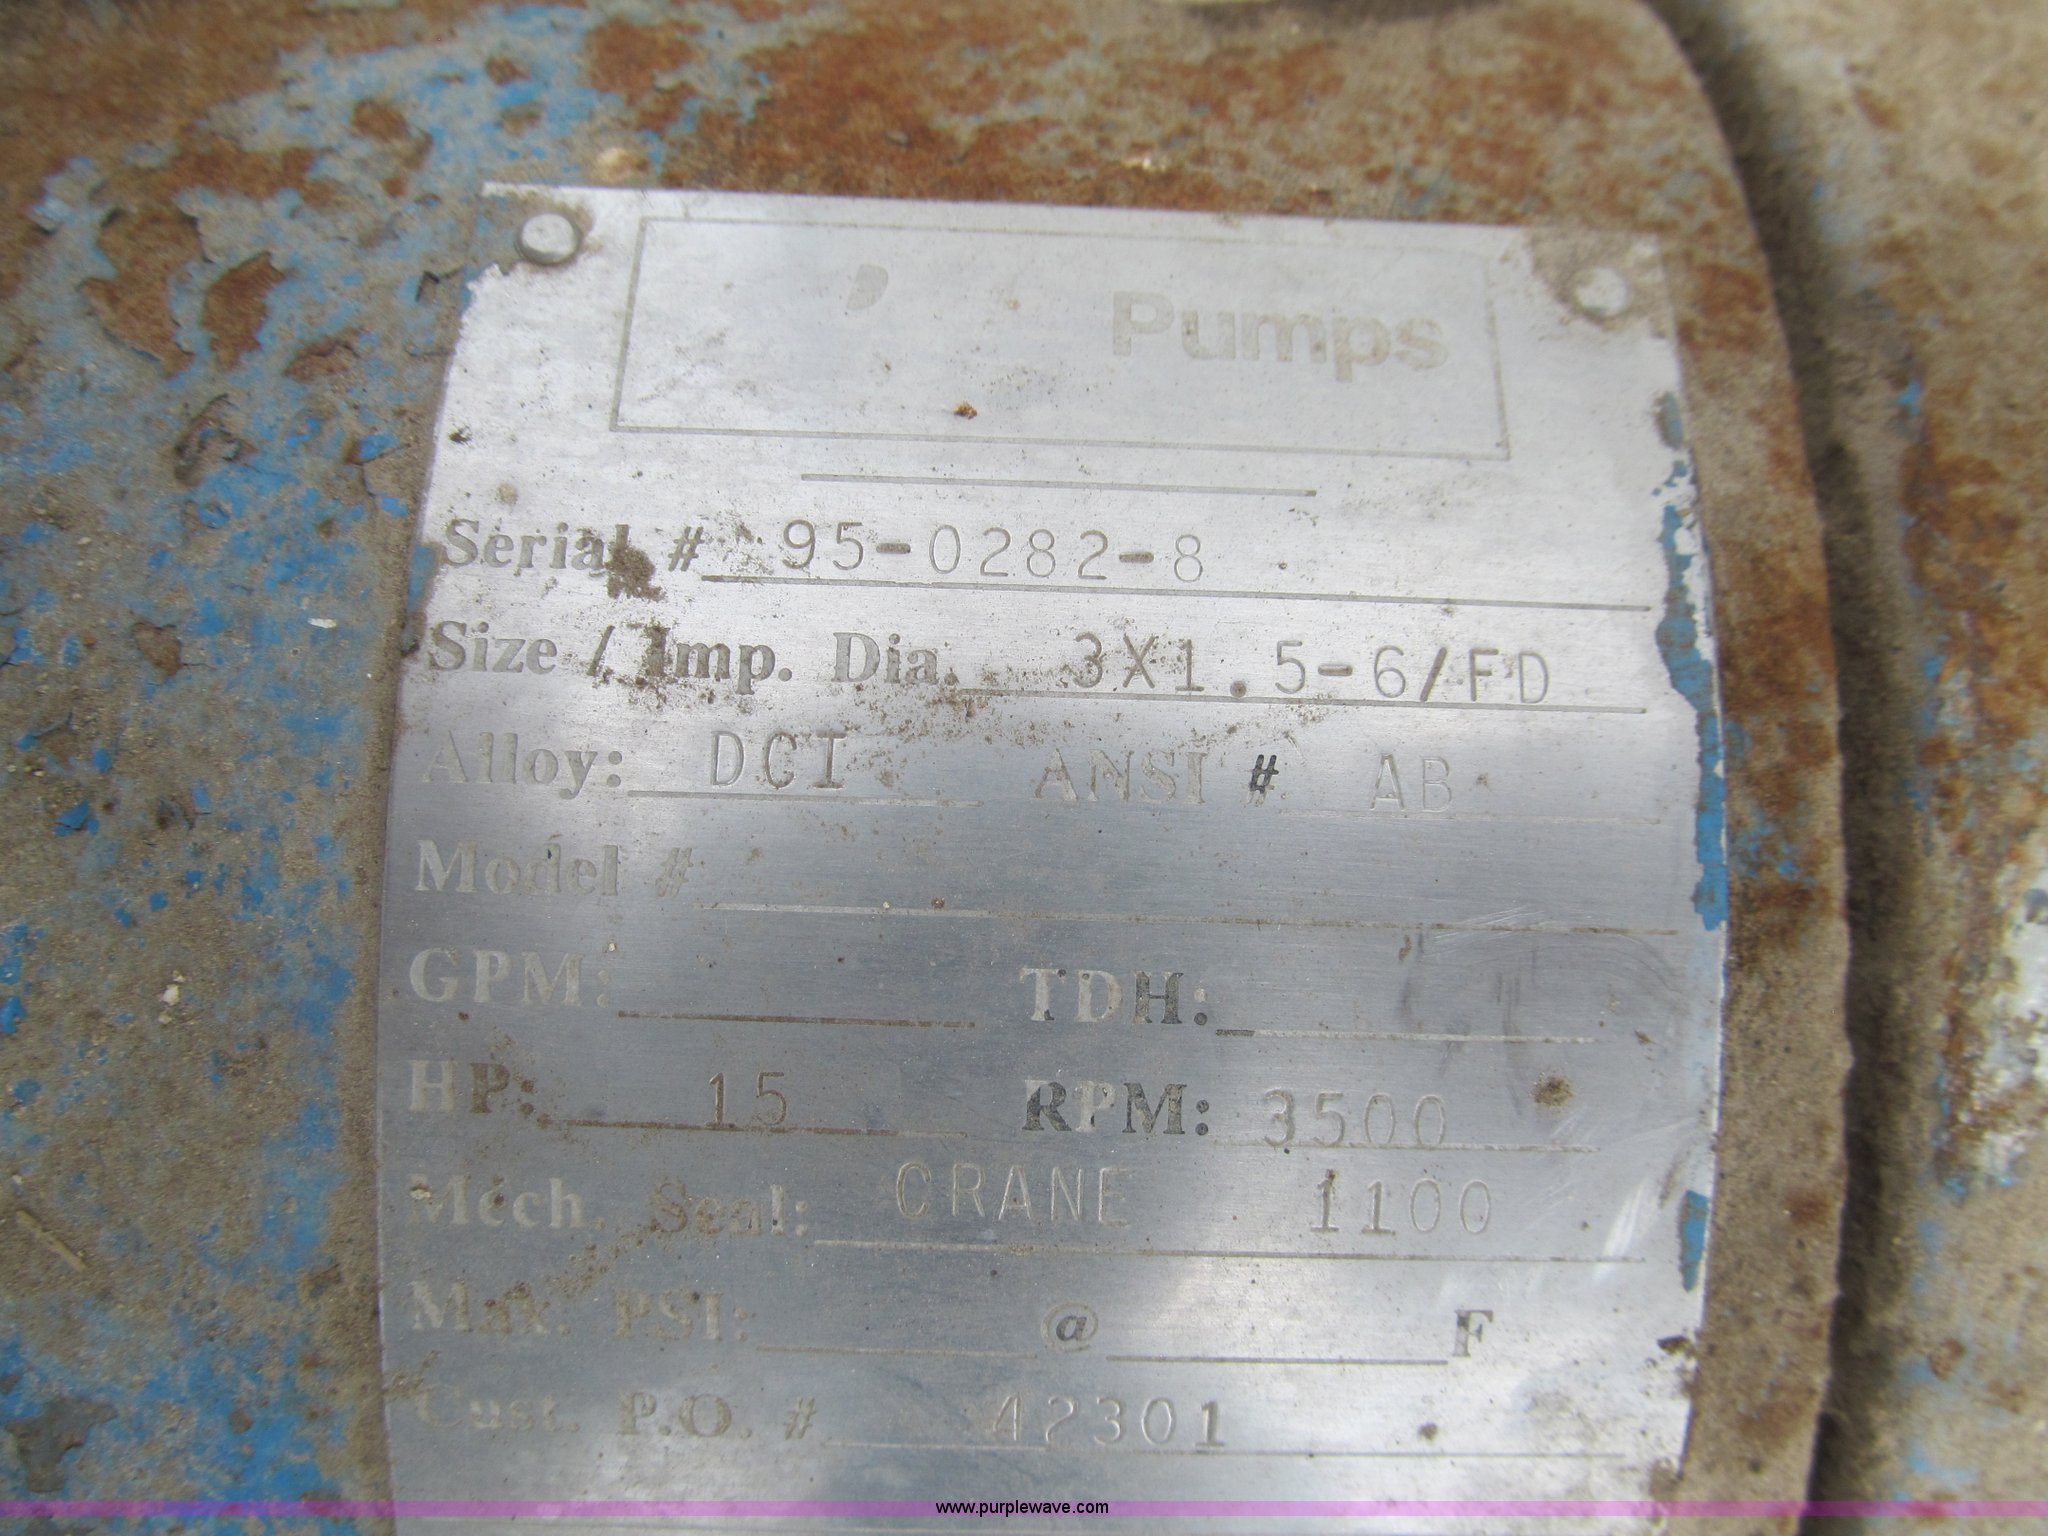 Pumps
Serial # 95-0282-8
Size / Imp. Dia. 3X1.5-6/FD
Alloy: DCI ANSI # AB
Model #
GPM: TDH:
HP: 15 RPM: 3500
Mech. Seal: CRANE 1100
Max. PSI: @ F
Cust. P.O. # 42301
www.purplewave.com